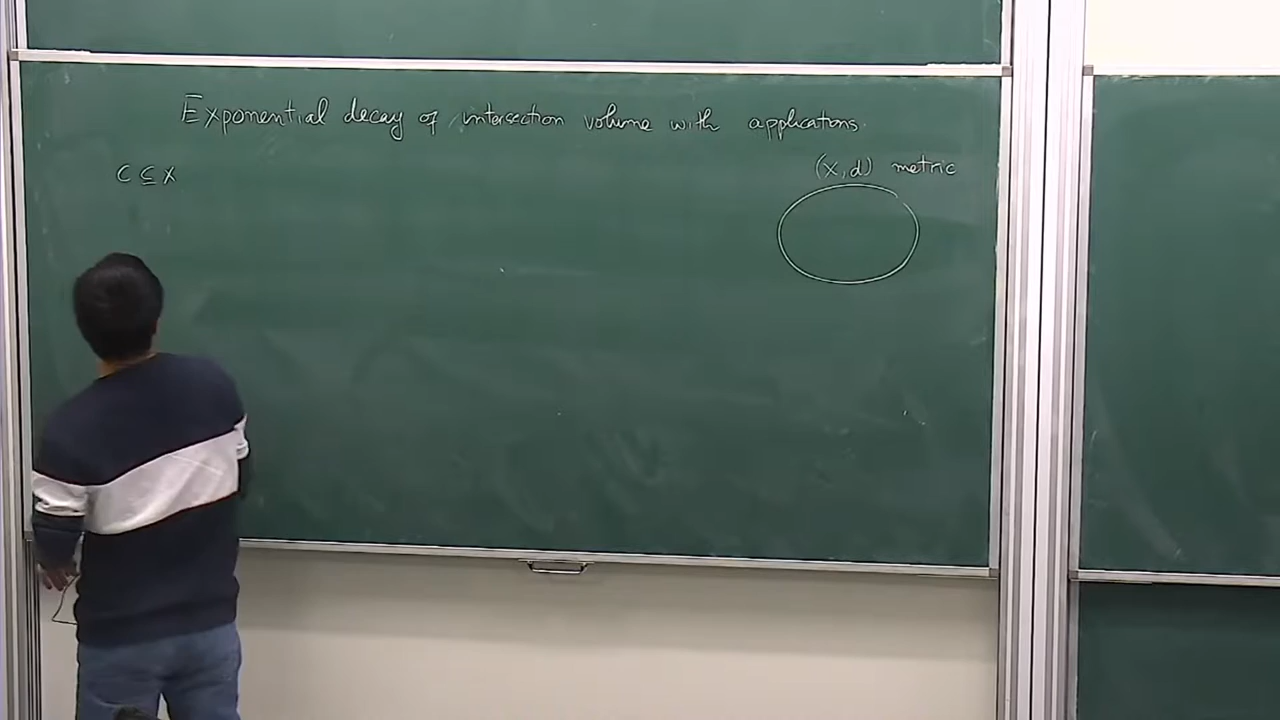 Exponential decay of intersection volume with applications.
(X, d) metric
C ⊆ X